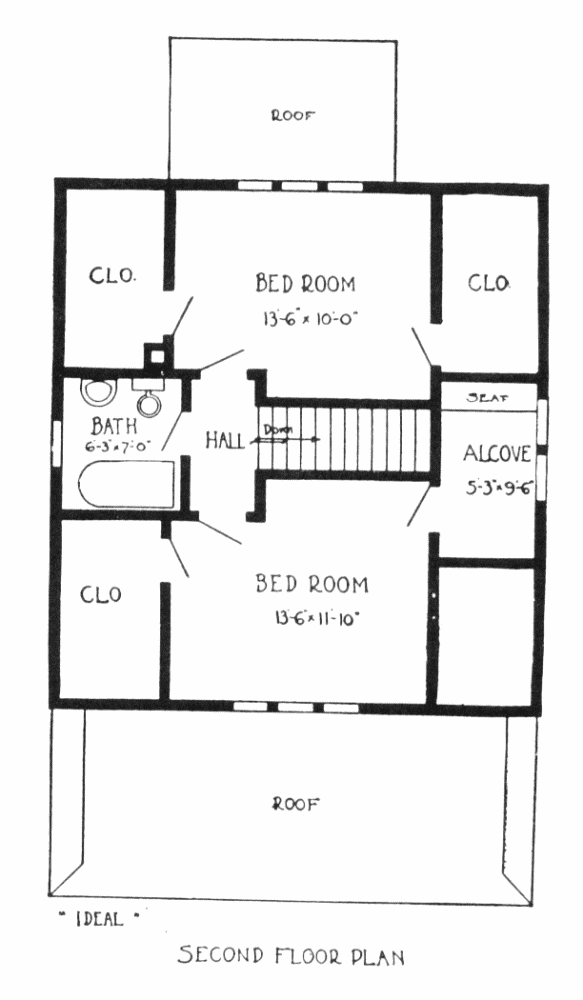 ROOF
CLO.
BED ROOM
13'-6" x 10'-0"
CLO.
SEAT
BATH
6'-3" x 7'-0"
HALL
Down
ALCOVE
5'-3" x 9'-6"
BED ROOM
13'-6" x 11'-10"
CLO
ROOF
" IDEAL "
SECOND FLOOR PLAN